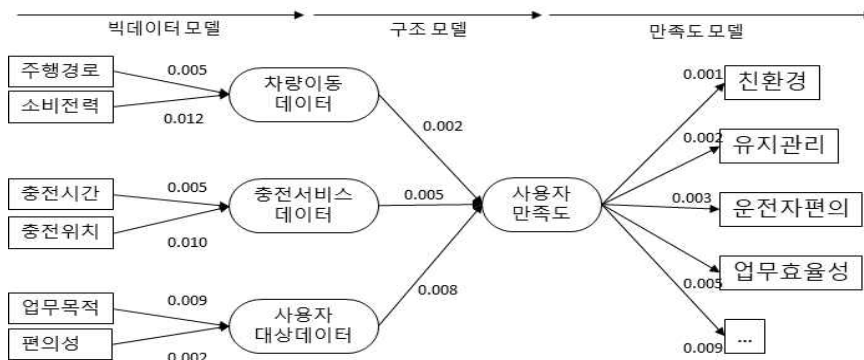 빅데이터 모델
구조 모델
만족도 모델
주행경로
0.005
소비전력
0.012
차량이동
데이터
0.002
충전시간
0.005
충전위치
0.010
충전서비스
데이터
0.005
업무목적
0.009
편의성
0.002
사용자
대상데이터
0.008
사용자
만족도
0.001
친환경
0.002
유지관리
0.003
운전자편의
0.005
업무효율성
0.009
...